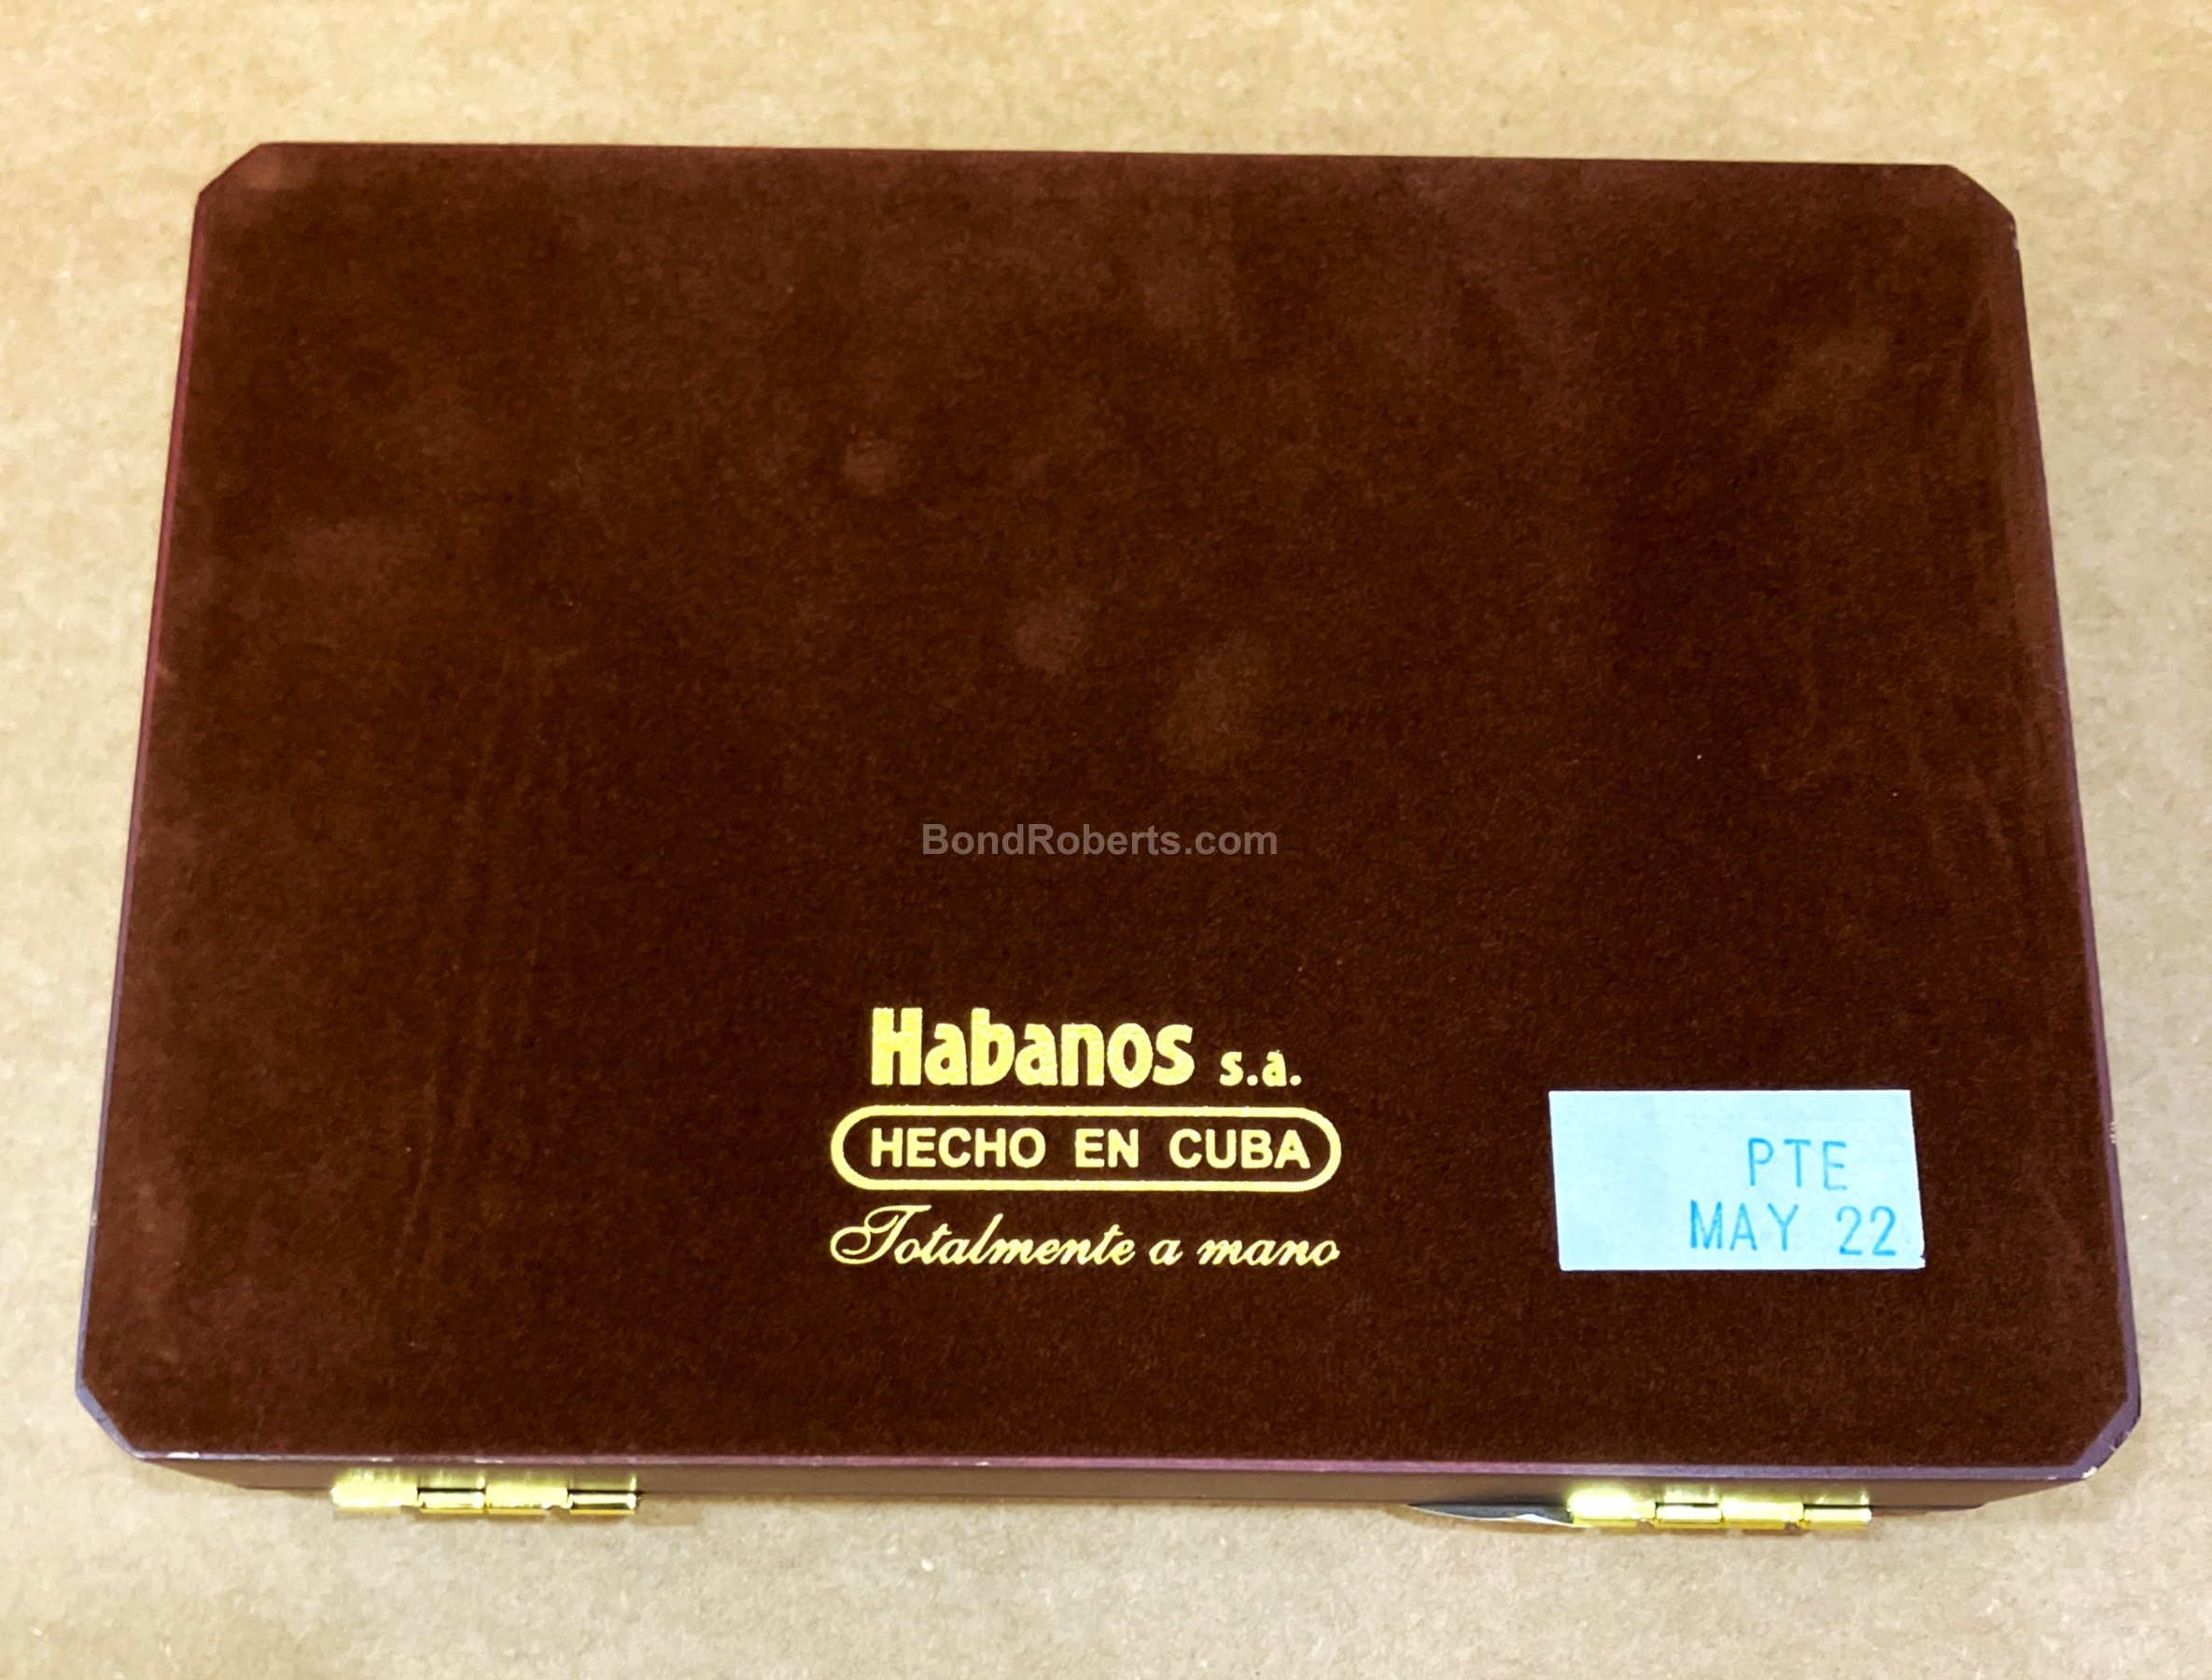 BondRoberts.com
Habanos s.a.
HECHO EN CUBA
Totalmente a mano
PTE
MAY 22